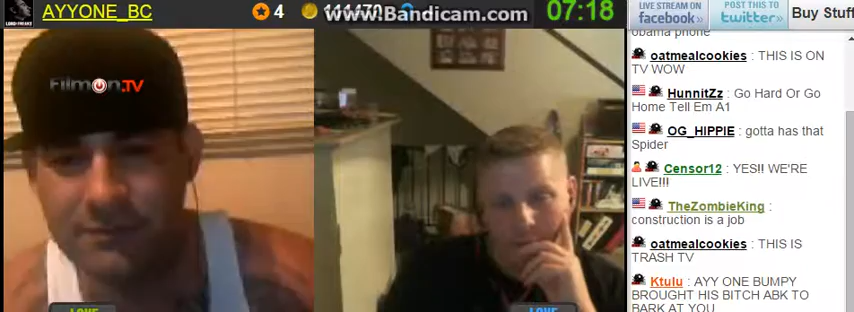 AYYONE_BC
4
www.Bandicam.com
07:18
FilmOn.TV
LIVE STREAM ON
facebook»
POST THIS TO
twitter»
Buy Stuff
obama phone
oatmealcookies : THIS IS ON
TV WOW
HunnitZz : Go Hard Or Go
Home Tell Em A1
OG_HIPPIE : gotta has that
Spider
Censor12 : YES!! WE'RE
LIVE!!!
TheZombieKing :
construction is a job
oatmealcookies : THIS IS
TRASH TV
Ktulu : AYY ONE BUMPY
BROUGHT HIS BITCH ABK TO
BARK AT YOU
LOVE
LOVE